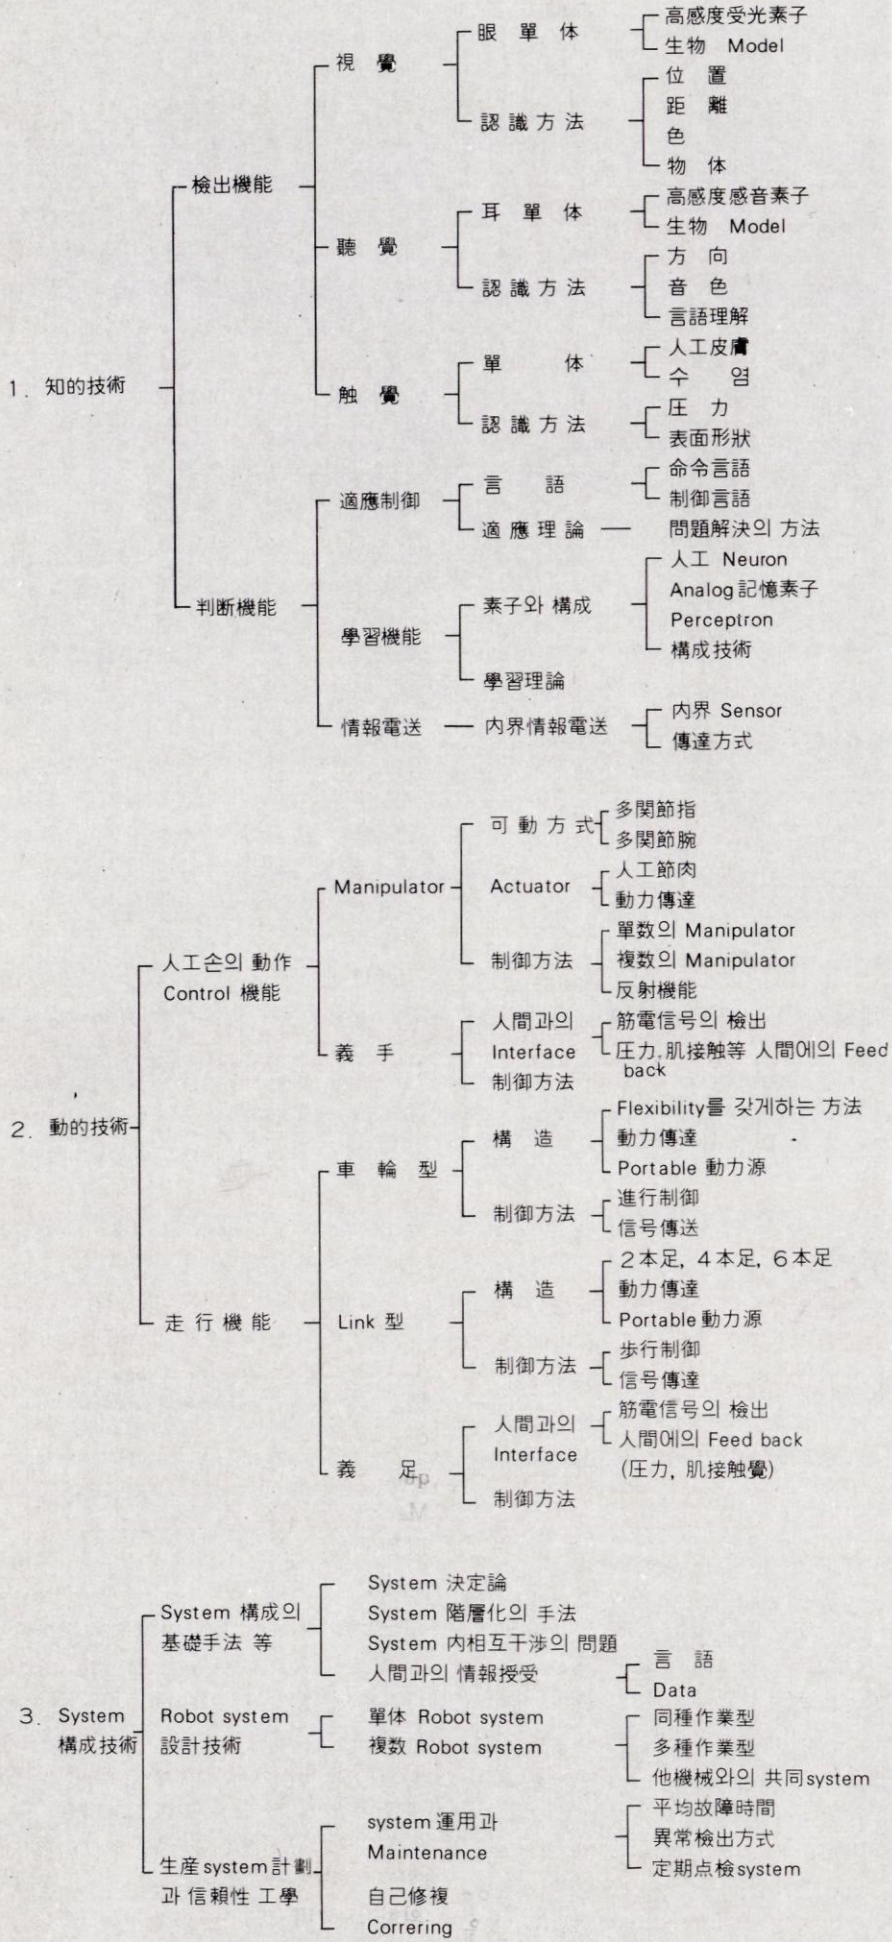 高感度受光素子
眼單体
生物 Model
視覺
位置
距離
認識方法
色
物体
檢出機能
高感度感音素子
耳單体
生物 Model
聽覺
方向
認識方法
音色
言語理解
人工皮膚
單体
수염
1. 知的技術
触覺
圧力
認識方法
表面形狀
命令言語
言語
適應制御
制御言語
適應理論
問題解決의 方法
人工 Neuron
判断機能
素子와 構成
Analog記憶素子
Perceptron
學習機能
構成技術
學習理論
内界 Sensor
情報電送
内界情報電送
傳達方式
多関節指
可動方式
多関節腕
人工節肉
Manipulator
Actuator
動力傳達
單数의 Manipulator
人工손의 動作
制御方法
複数의 Manipulator
Control 機能
反射機能
人間과의
筋電信号의 檢出
義手
Interface
圧力,肌接触等 人間에의 Feed
back
制御方法
2. 動的技術
Flexibility를 갖게하는 方法
構造
動力傳達
車輪型
Portable 動力源
進行制御
制御方法
信号傳送
2本足, 4本足, 6本足
構造
動力傳達
走行機能
Link 型
Portable 動力源
步行制御
制御方法
信号傳達
筋電信号의 檢出
人間과의
人間에의 Feed back
Interface
義足
(圧力, 肌接触覺)
制御方法
System 決定論
System 構成의
System 階層化의 手法
基礎手法 等
System 内相互干渉의 問題
言語
人間과의 情報授受
Data
3. System
構成技術
Robot system
設計技術
單体 Robot system
同種作業型
複数 Robot system
多種作業型
他機械와의 共同system
平均故障時間
system 運用과
Maintenance
異常檢出方式
生産system計劃
定期点檢system
과 信賴性 工學
自己修複
Correring